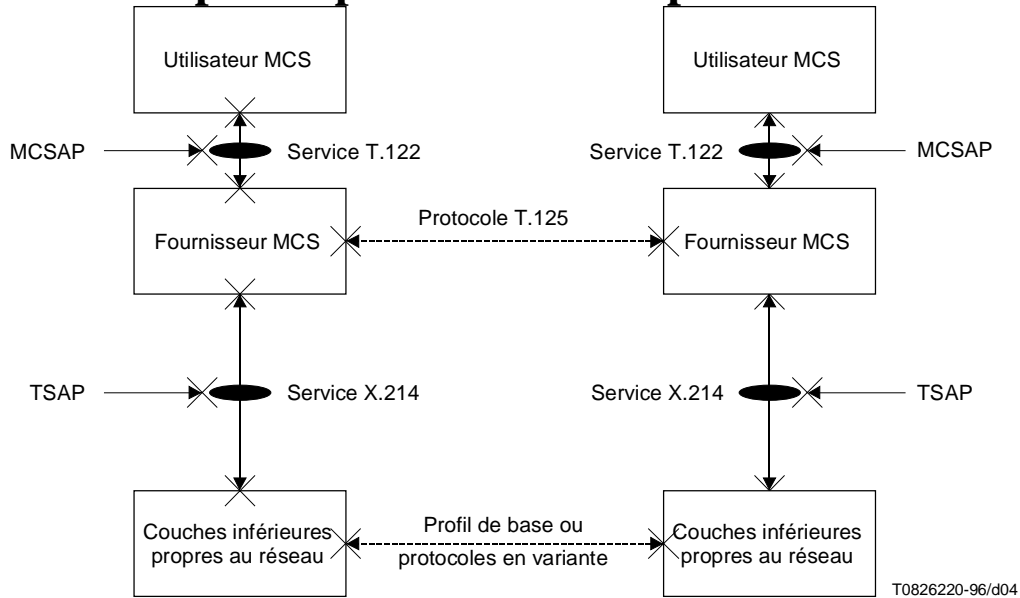 Utilisateur MCS Utilisateur MCS
MCSAP Service T.122 Service T.122 MCSAP
Protocole T.125
Fournisseur MCS Fournisseur MCS
TSAP Service X.214 Service X.214 TSAP
Couches inférieures Profil de base ou Couches inférieures
propres au réseau protocoles en variante propres au réseau
T0826220-96/d04